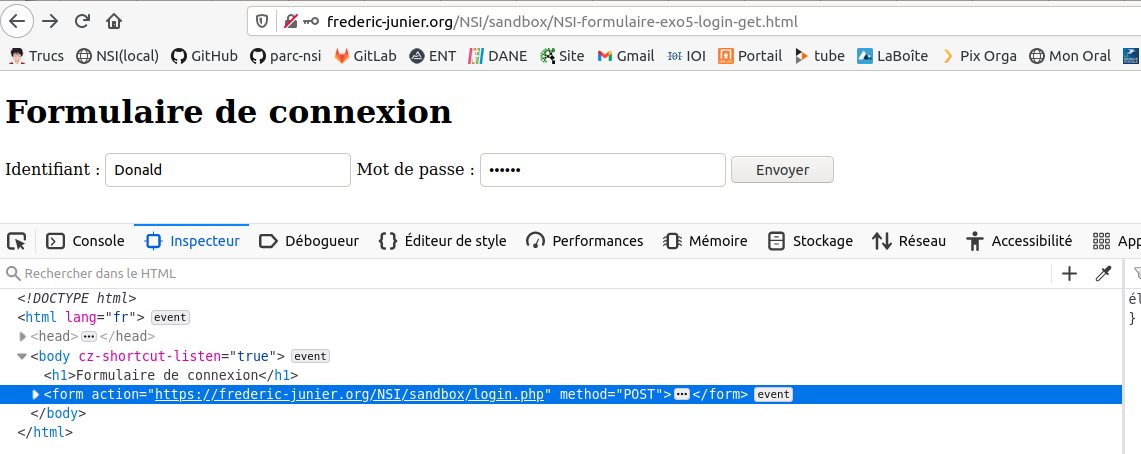 frederic-junier.org/NSI/sandbox/NSI-formulaire-exo5-login-get.html
Trucs NSI(local) GitHub parc-nsi GitLab ENT DANE Site Gmail IOI IOI Portail tube LaBoîte Pix Orga Mon Oral
Formulaire de connexion
Identifiant : Donald Mot de passe : •••••• Envoyer
Console Inspecteur Débogueur Éditeur de style Performances Mémoire Stockage Réseau Accessibilité App
Rechercher dans le HTML
<!DOCTYPE html>
<html lang="fr"> event
<head> ••• </head>
<body cz-shortcut-listen="true"> event
<h1>Formulaire de connexion</h1>
<form action="https://frederic-junier.org/NSI/sandbox/login.php" method="POST"> ••• </form> event
</body>
</html>
él
}